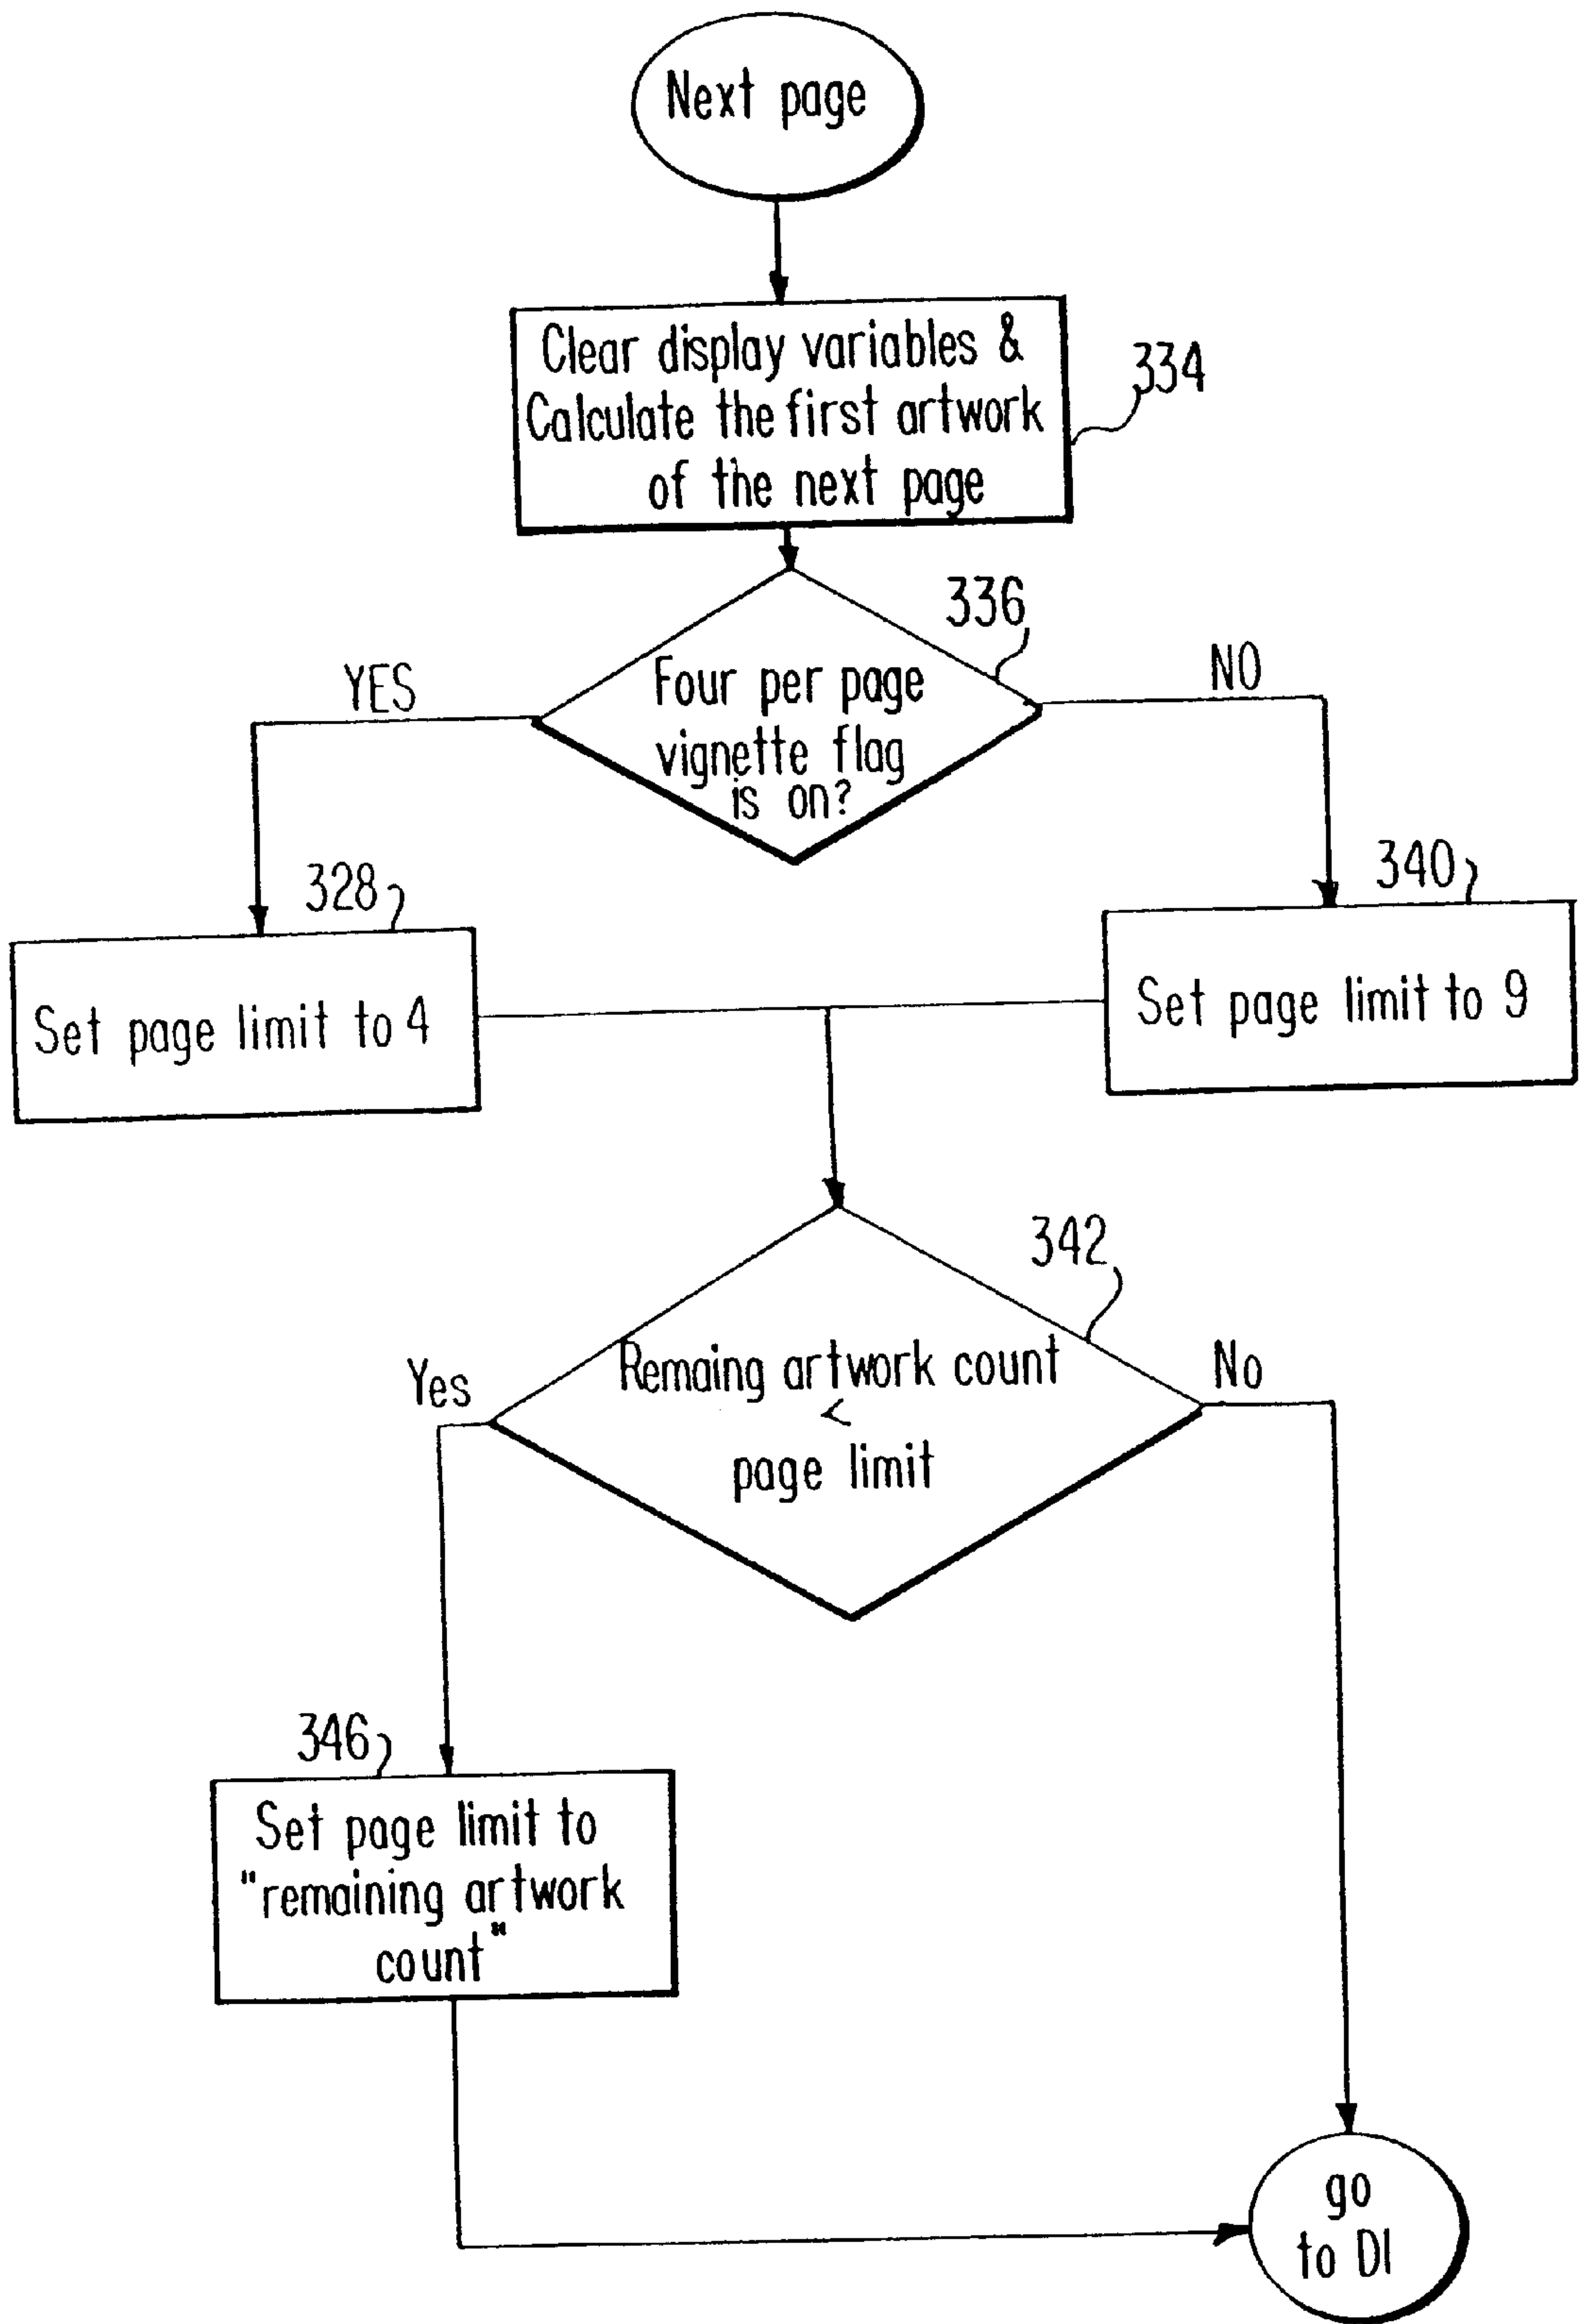 Next page
Clear display variables &
Calculate the first artwork
of the next page
334
336
Four per page
vignette flag
is on?
YES
NO
328
340
Set page limit to 4
Set page limit to 9
342
Remaing artwork count
<
page limit
Yes
No
346
Set page limit to
"remaining artwork
count"
go
to D1